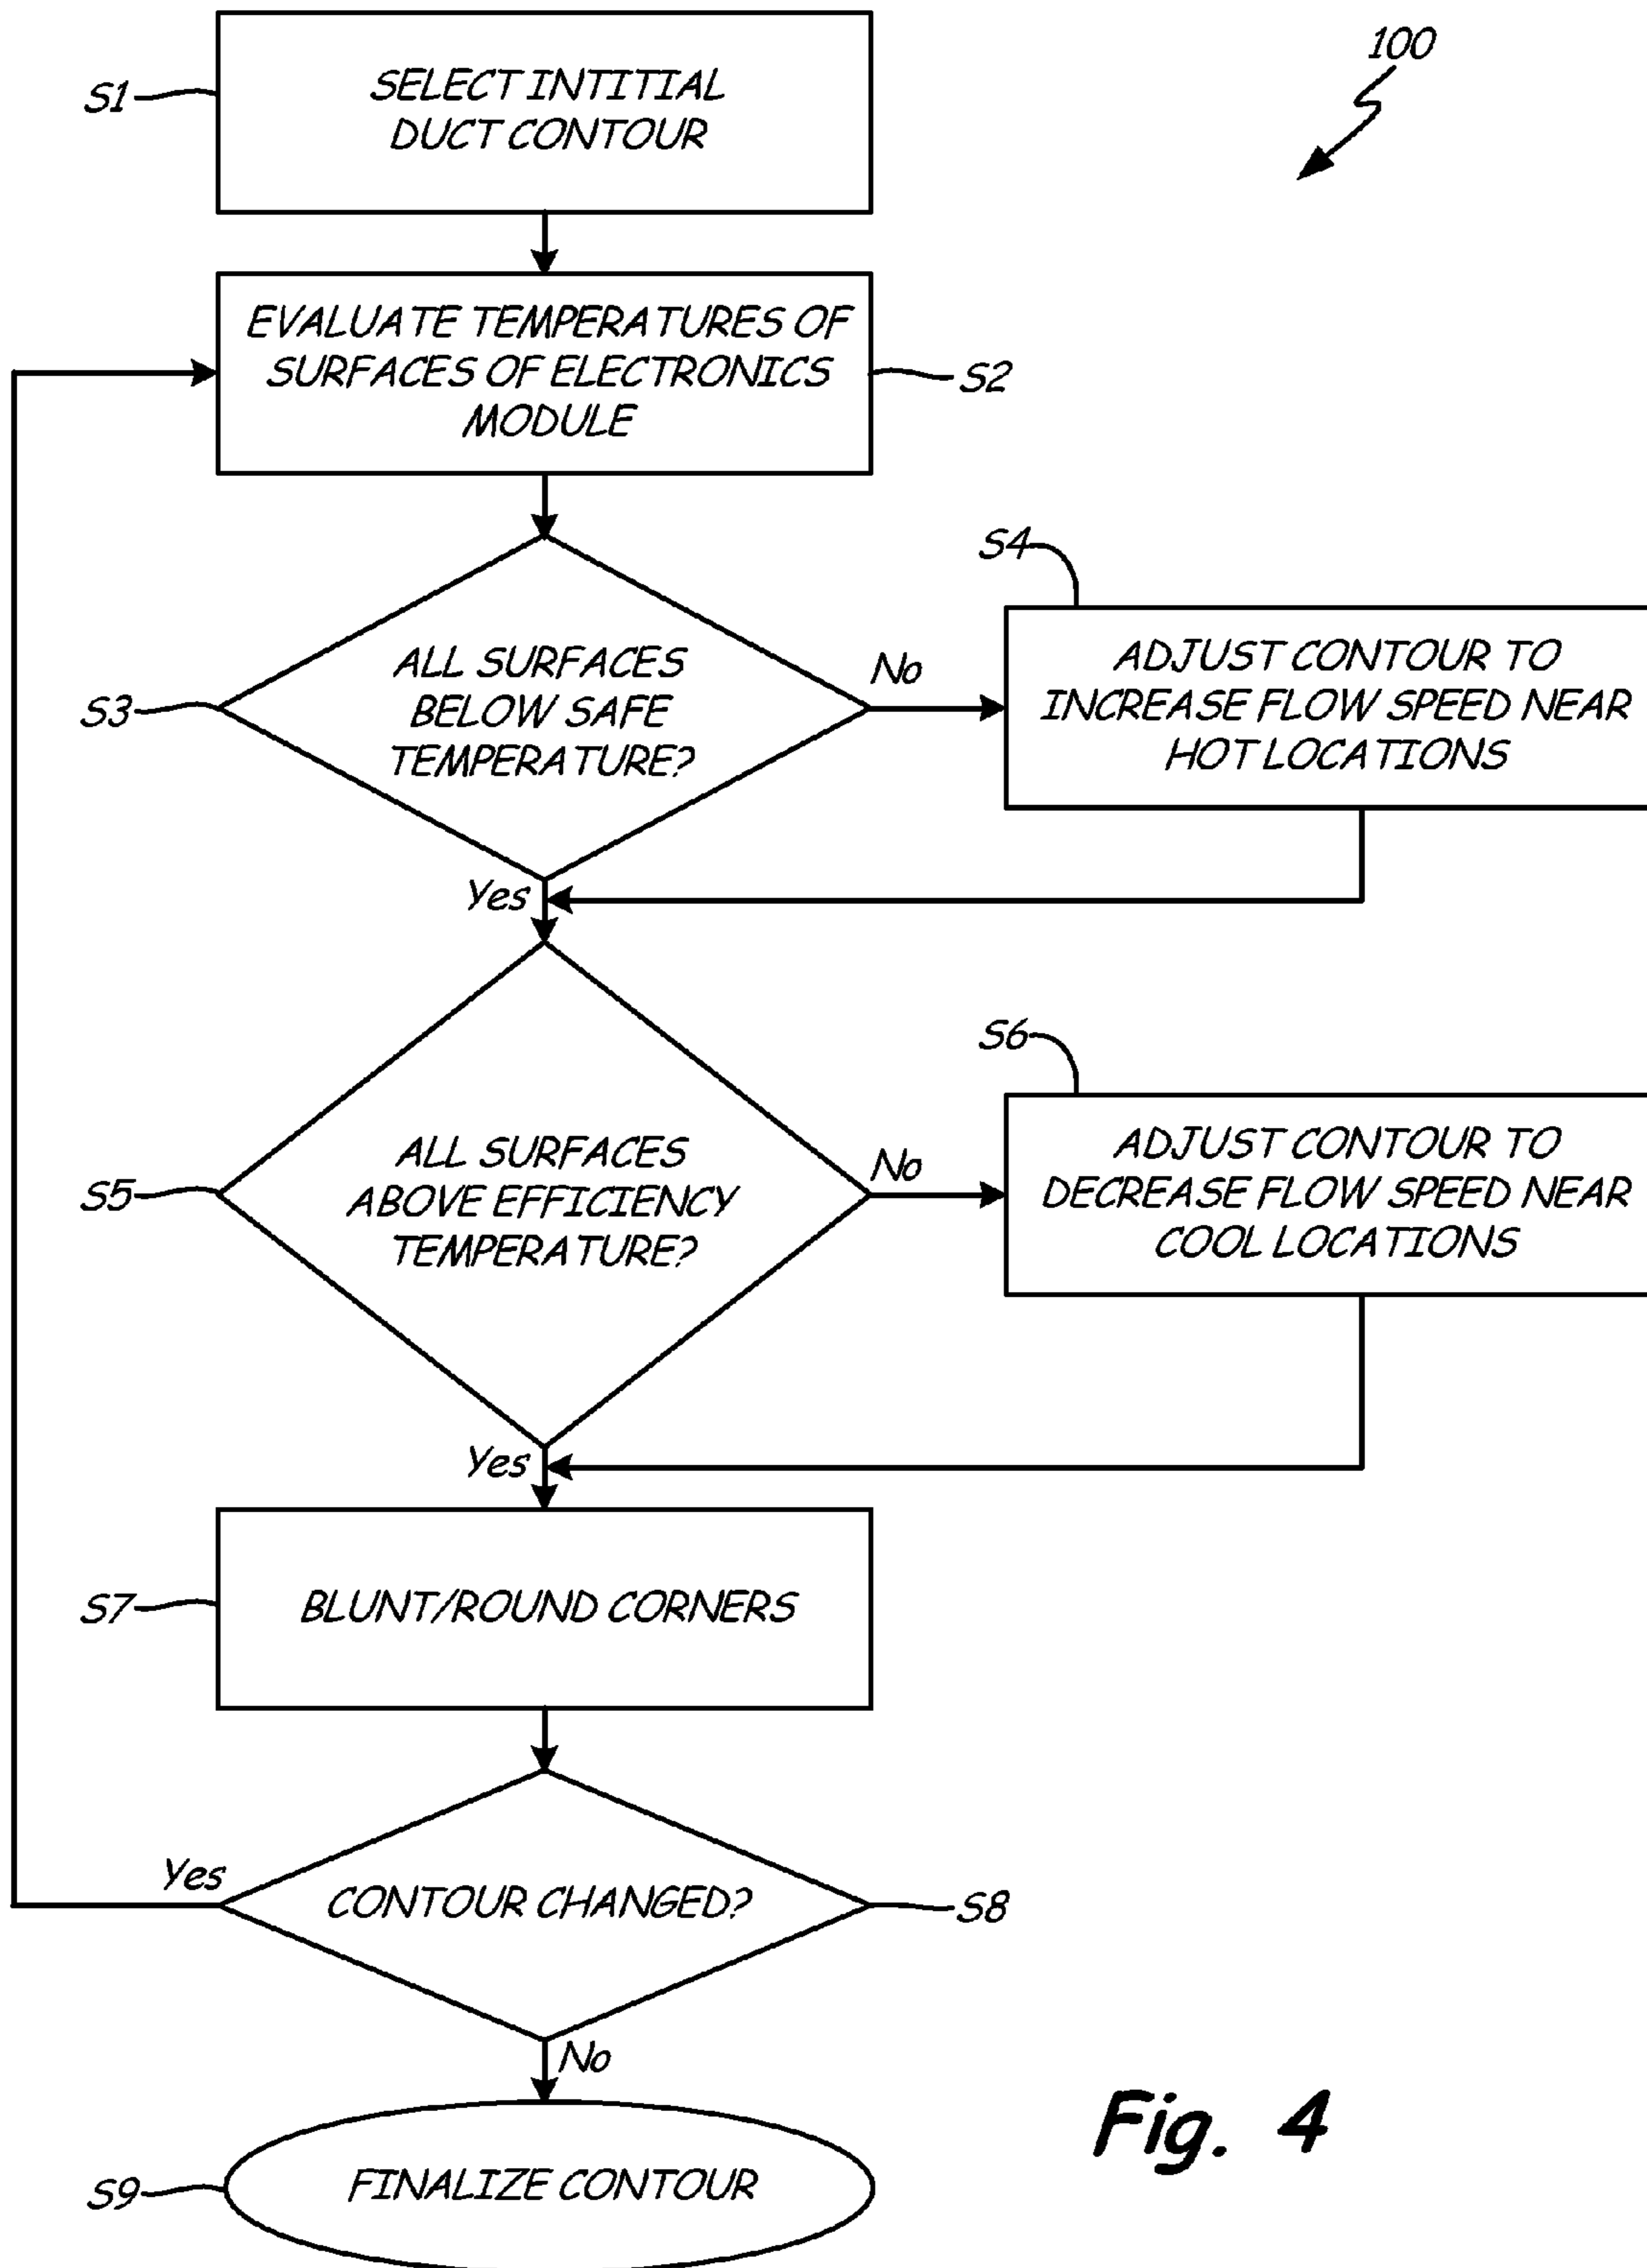 100
S1
SELECT INTITIAL
DUCT CONTOUR
EVALUATE TEMPERATURES OF
SURFACES OF ELECTRONICS
MODULE
S2
S3
ALL SURFACES
BELOW SAFE
TEMPERATURE?
No
S4
ADJUST CONTOUR TO
INCREASE FLOW SPEED NEAR
HOT LOCATIONS
Yes
S5
ALL SURFACES
ABOVE EFFICIENCY
TEMPERATURE?
No
S6
ADJUST CONTOUR TO
DECREASE FLOW SPEED NEAR
COOL LOCATIONS
Yes
S7
BLUNT/ROUND CORNERS
Yes
CONTOUR CHANGED?
S8
No
S9
FINALIZE CONTOUR
Fig. 4